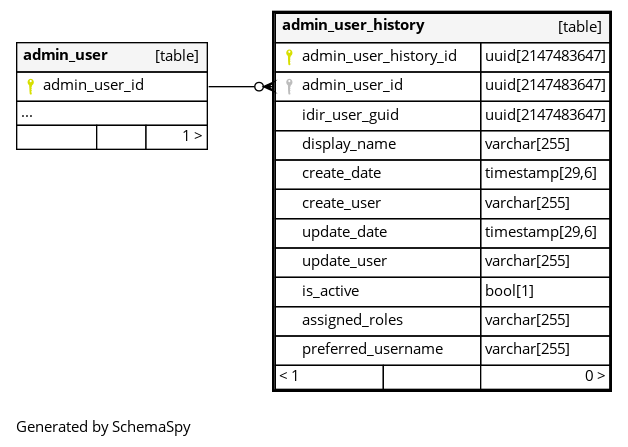 admin_user [table]
admin_user_id
...
1 >
admin_user_history [table]
admin_user_history_id uuid[2147483647]
admin_user_id uuid[2147483647]
idir_user_guid uuid[2147483647]
display_name varchar[255]
create_date timestamp[29,6]
create_user varchar[255]
update_date timestamp[29,6]
update_user varchar[255]
is_active bool[1]
assigned_roles varchar[255]
preferred_username varchar[255]
< 1 0 >
Generated by SchemaSpy